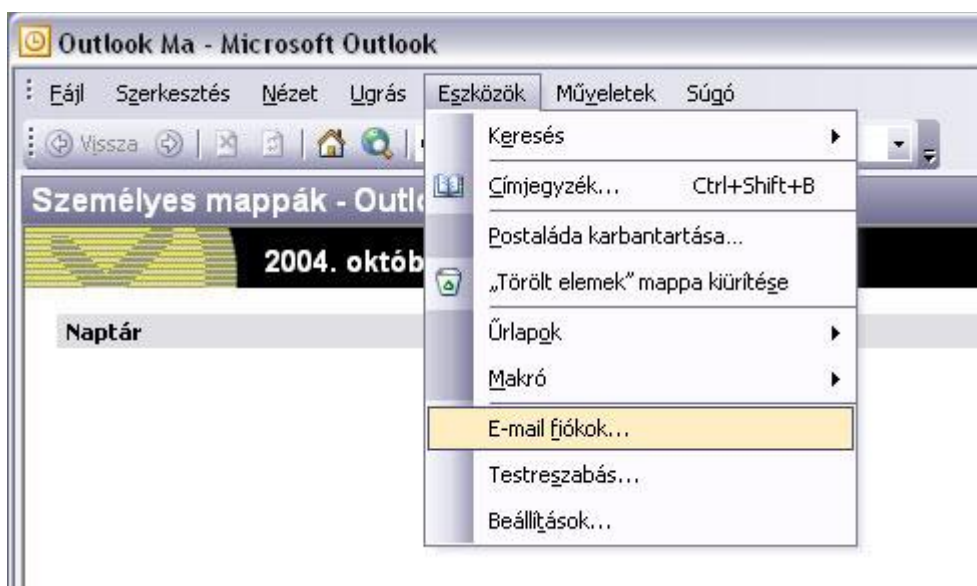 Outlook Ma - Microsoft Outlook
Fájl Szerkesztés Nézet Ugrás Eszközök Műveletek Súgó
Vissza
Keresés
Címjegyzék... Ctrl+Shift+B
Személyes mappák - Outl
Postaláda karbantartása...
2004. októb
„Törölt elemek” mappa kiürítése
Naptár
Űrlapok
Makró
E-mail fiókok...
Testreszabás...
Beállítások...